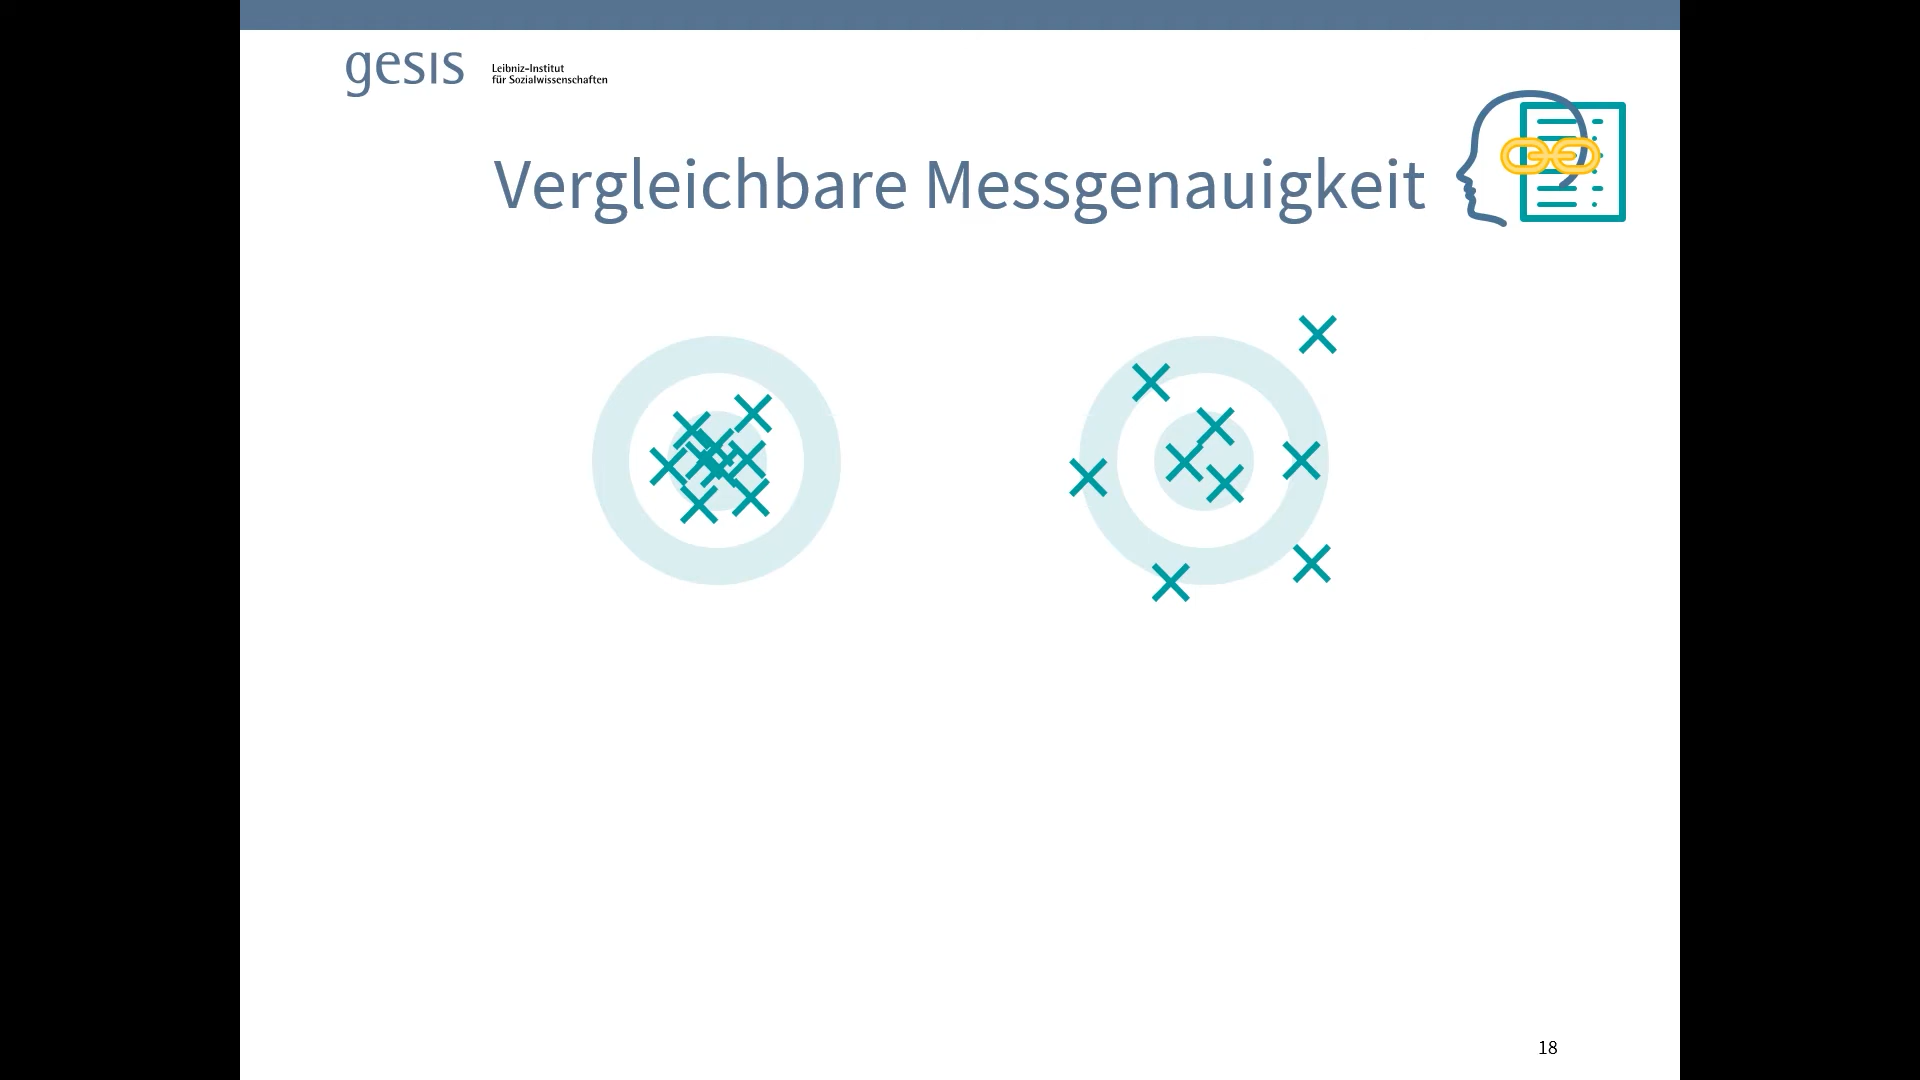 gesis
Leibniz-Institut
für Sozialwissenschaften
Vergleichbare Messgenauigkeit
18